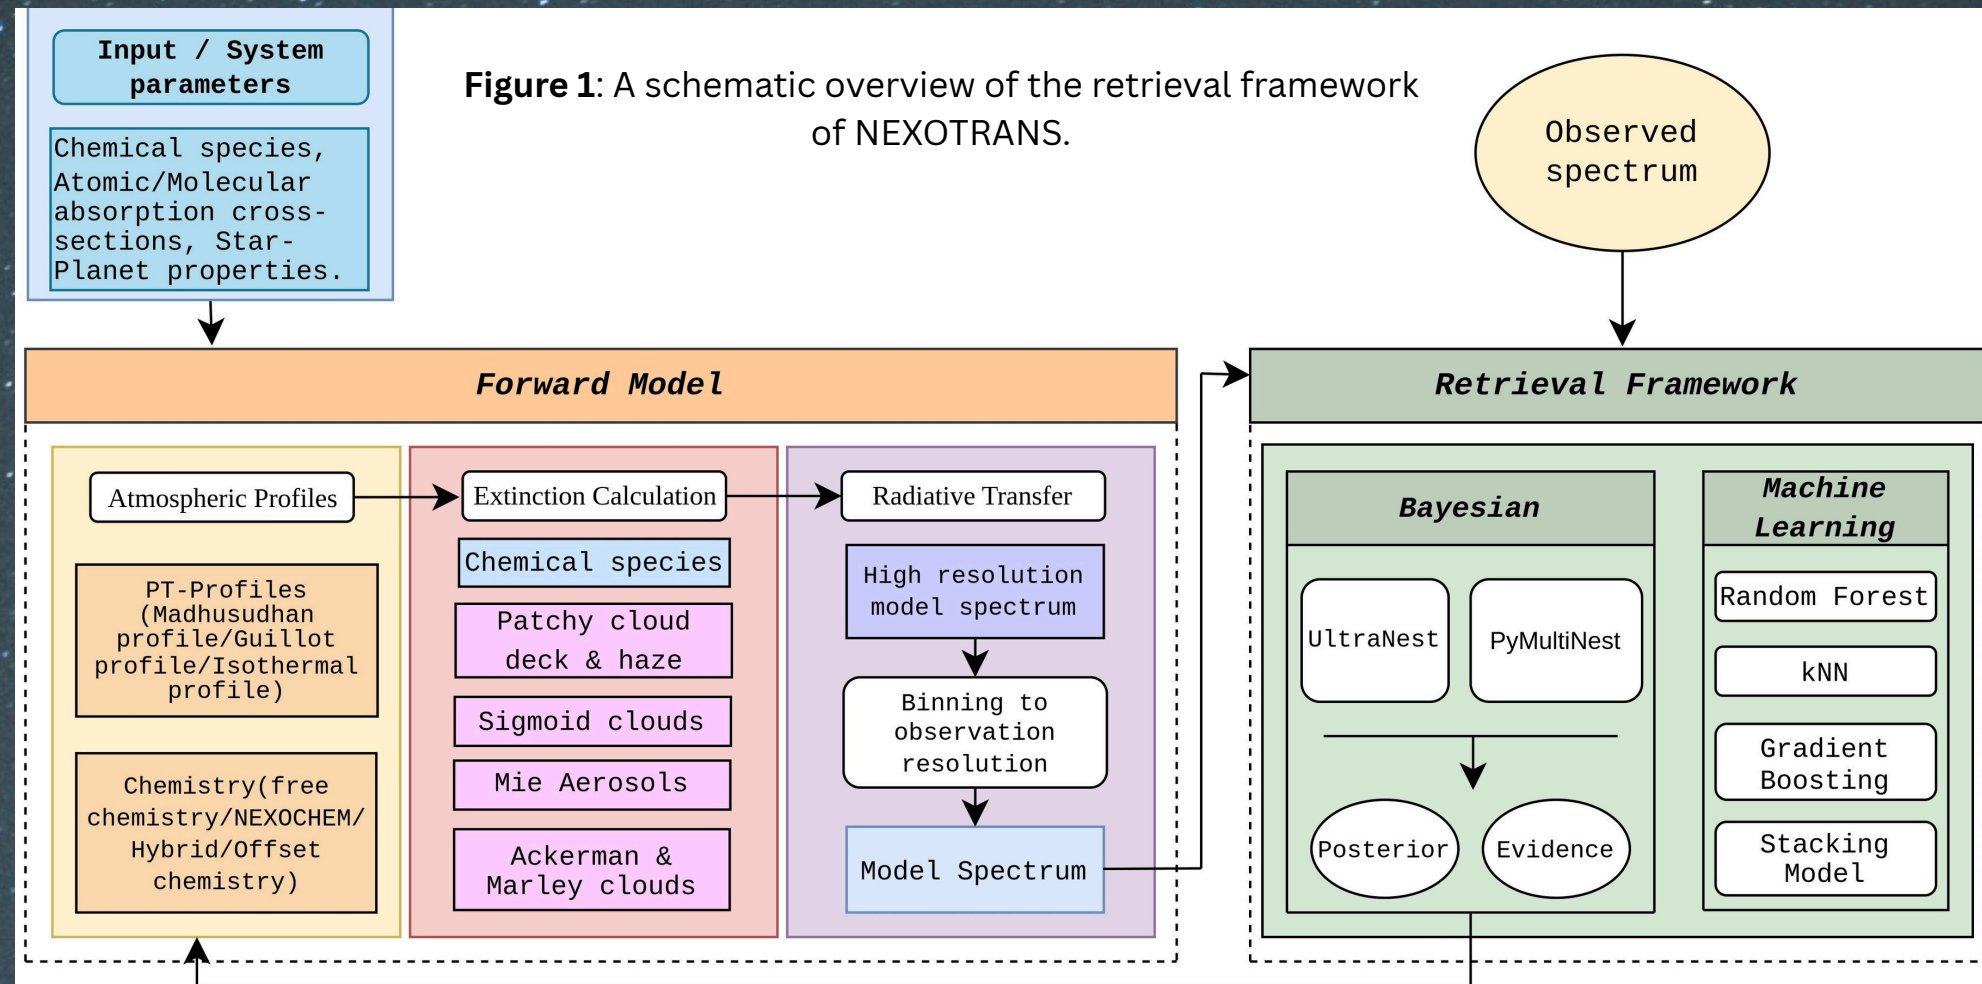 Input / System
parameters
Chemical species,
Atomic/Molecular
absorption cross-
sections, Star-
Planet properties.
Figure 1: A schematic overview of the retrieval framework
of NEXOTRANS.
Observed
spectrum
Forward Model
Atmospheric Profiles
PT-Profiles
(Madhusudhan
profile/Guillot
profile/Isothermal
profile)
Chemistry(free
chemistry/NEXOCHEM/
Hybrid/Offset
chemistry)
Extinction Calculation
Chemical species
Patchy cloud
deck & haze
Sigmoid clouds
Mie Aerosols
Ackerman &
Marley clouds
Radiative Transfer
High resolution
model spectrum
Binning to
observation
resolution
Model Spectrum
Retrieval Framework
Bayesian
UltraNest
PyMultiNest
Posterior
Evidence
Machine
Learning
Random Forest
kNN
Gradient
Boosting
Stacking
Model